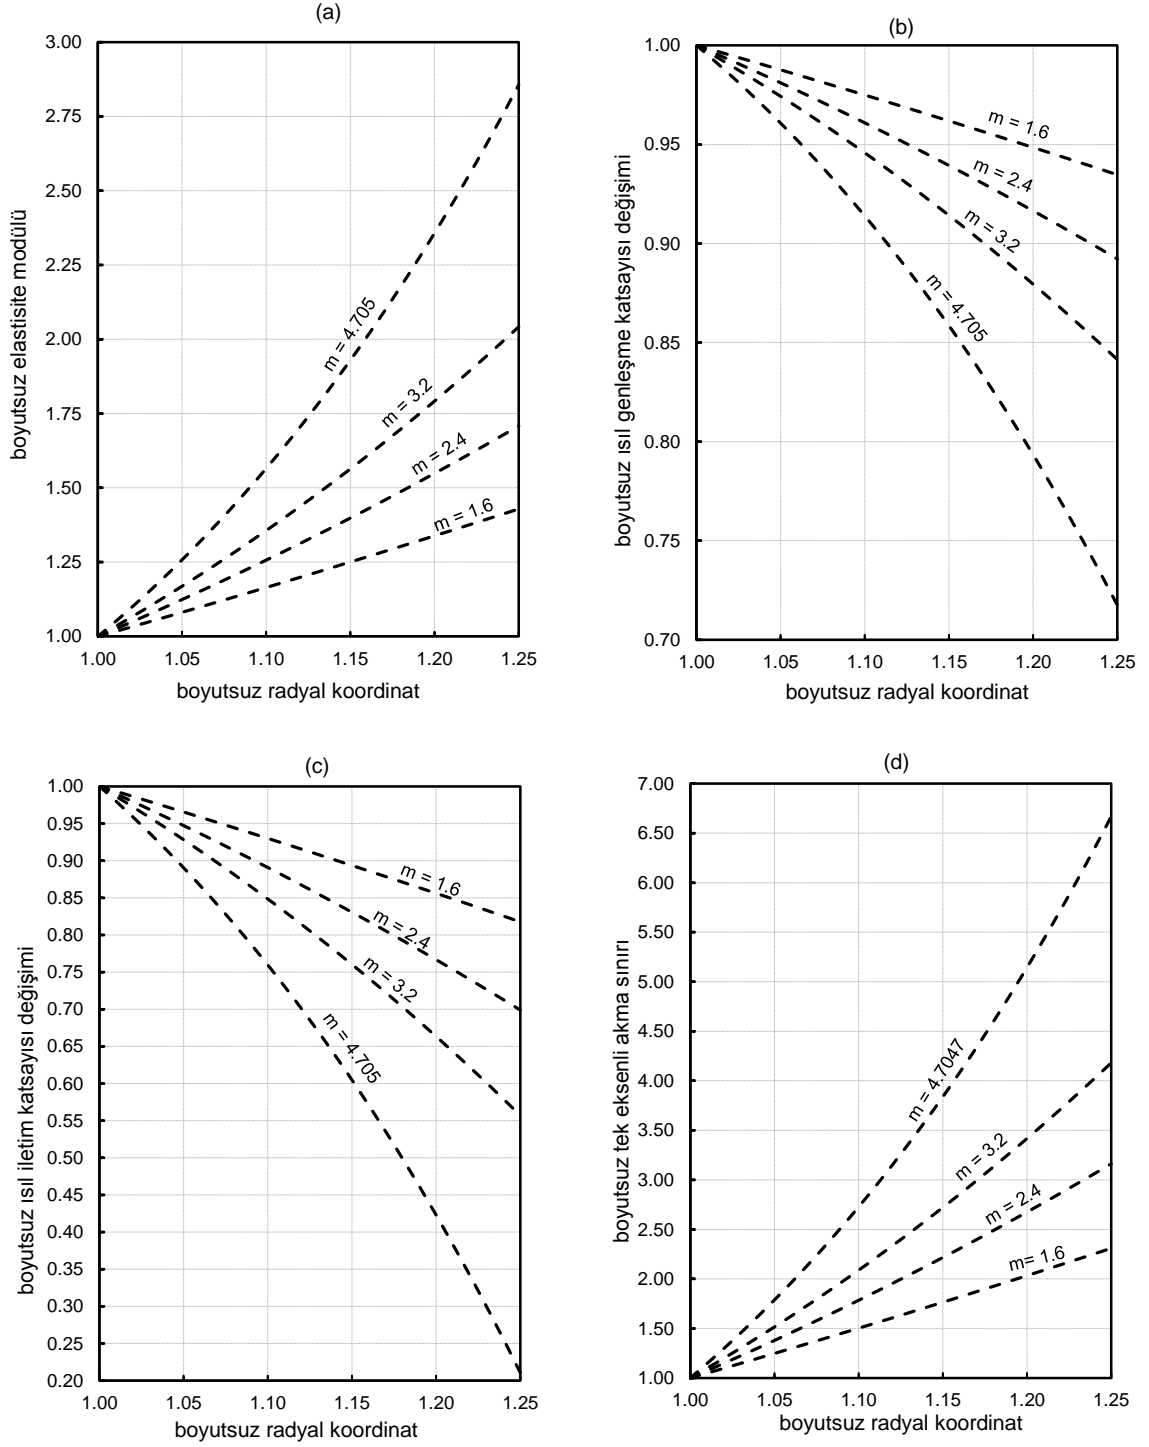 (a)
3.00
2.75
2.50
2.25
2.00
1.75
1.50
1.25
1.00
boyutsuz elastisite modülü
m = 4.705
m = 3.2
m = 2.4
m = 1.6
1.00 1.05 1.10 1.15 1.20 1.25
boyutsuz radyal koordinat
(b)
1.00
0.95
0.90
0.85
0.80
0.75
0.70
boyutsuz ısıl genleşme katsayısı değişimi
m = 1.6
m = 2.4
m = 3.2
m = 4.705
1.00 1.05 1.10 1.15 1.20 1.25
boyutsuz radyal koordinat
(c)
1.00
0.95
0.90
0.85
0.80
0.75
0.70
0.65
0.60
0.55
0.50
0.45
0.40
0.35
0.30
0.25
0.20
boyutsuz ısıl iletim katsayısı değişimi
m = 1.6
m = 2.4
m = 3.2
m = 4.705
1.00 1.05 1.10 1.15 1.20 1.25
boyutsuz radyal koordinat
(d)
7.00
6.50
6.00
5.50
5.00
4.50
4.00
3.50
3.00
2.50
2.00
1.50
1.00
boyutsuz tek eksenli akma sınırı
m = 4.7047
m = 3.2
m = 2.4
m= 1.6
1.00 1.05 1.10 1.15 1.20 1.25
boyutsuz radyal koordinat